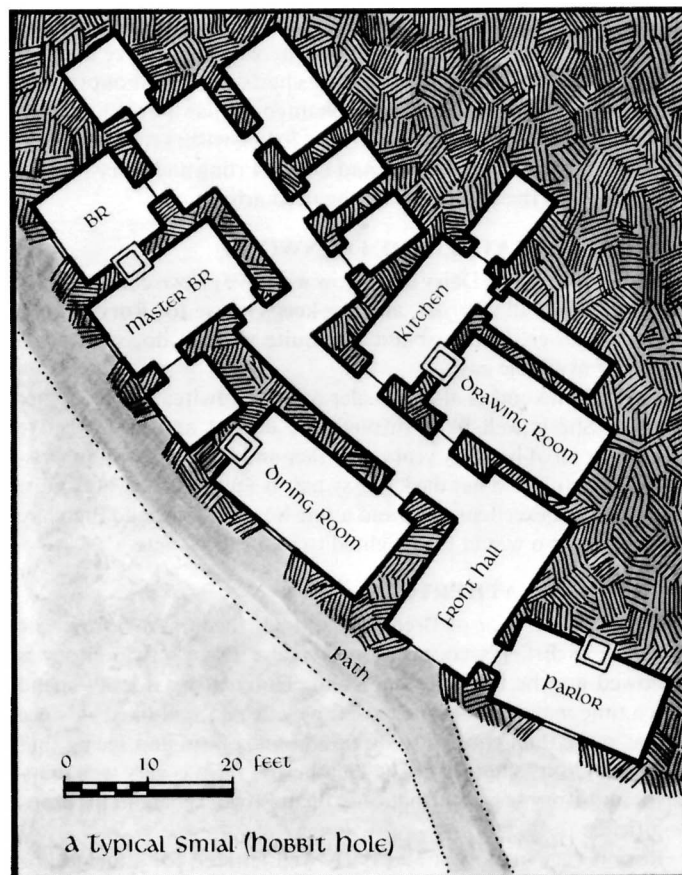 BR
master BR
kitchen
drawing Room
dining Room
front hall
path
parlor
0 10 20 feet
a typical smial (hobbit hole)